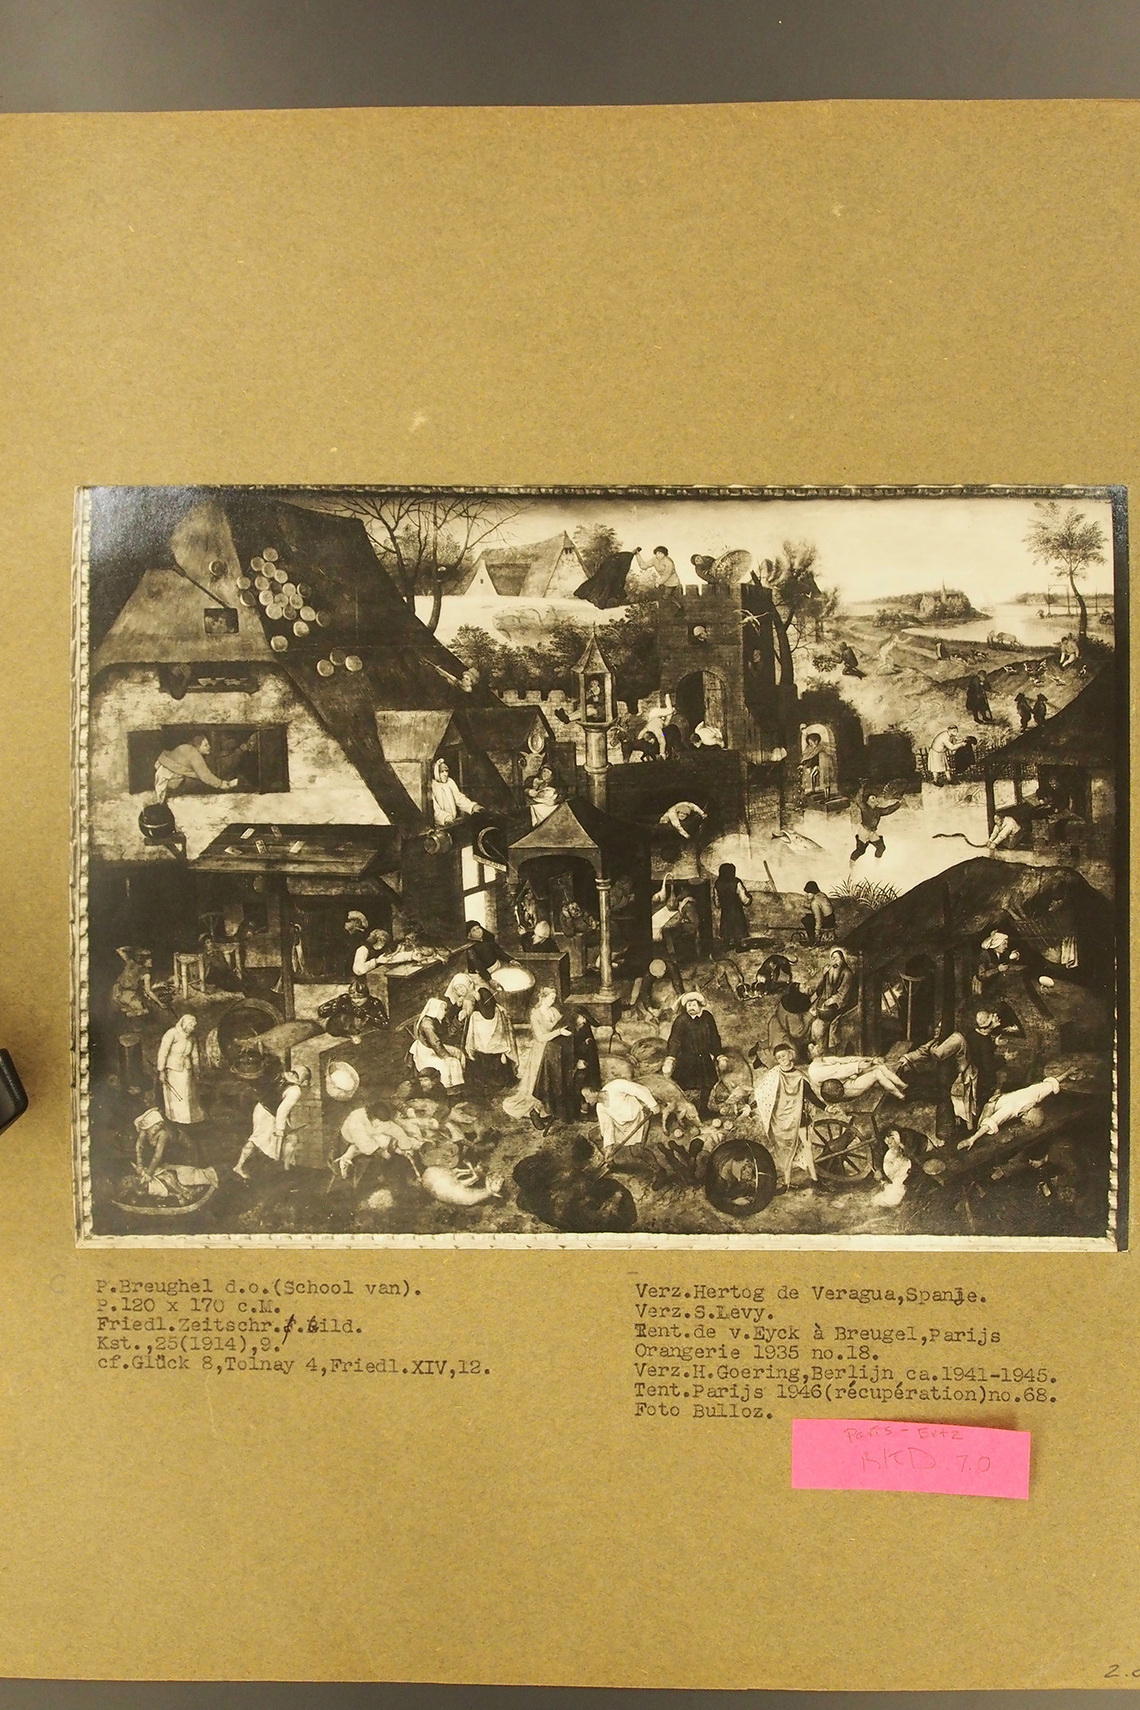 P.Breughel d.o.(School van).
P.120 x 170 c.M.
Friedl.Zeitschr.f.Bild.
Kst.,25(1914),9.
cf.Glück 8,Tolnay 4,Friedl.XIV,12.
Verz.Hertog de Veragua,Spanje.
Verz.S.Levy.
Tent.de v.Eyck à Breugel,Parijs
Orangerie 1935 no.18.
Verz.H.Goering,Berlijn ca.1941-1945.
Tent.Parijs 1946(récupération)no.68.
Foto Bulloz.
Paris -
RKD 7.0